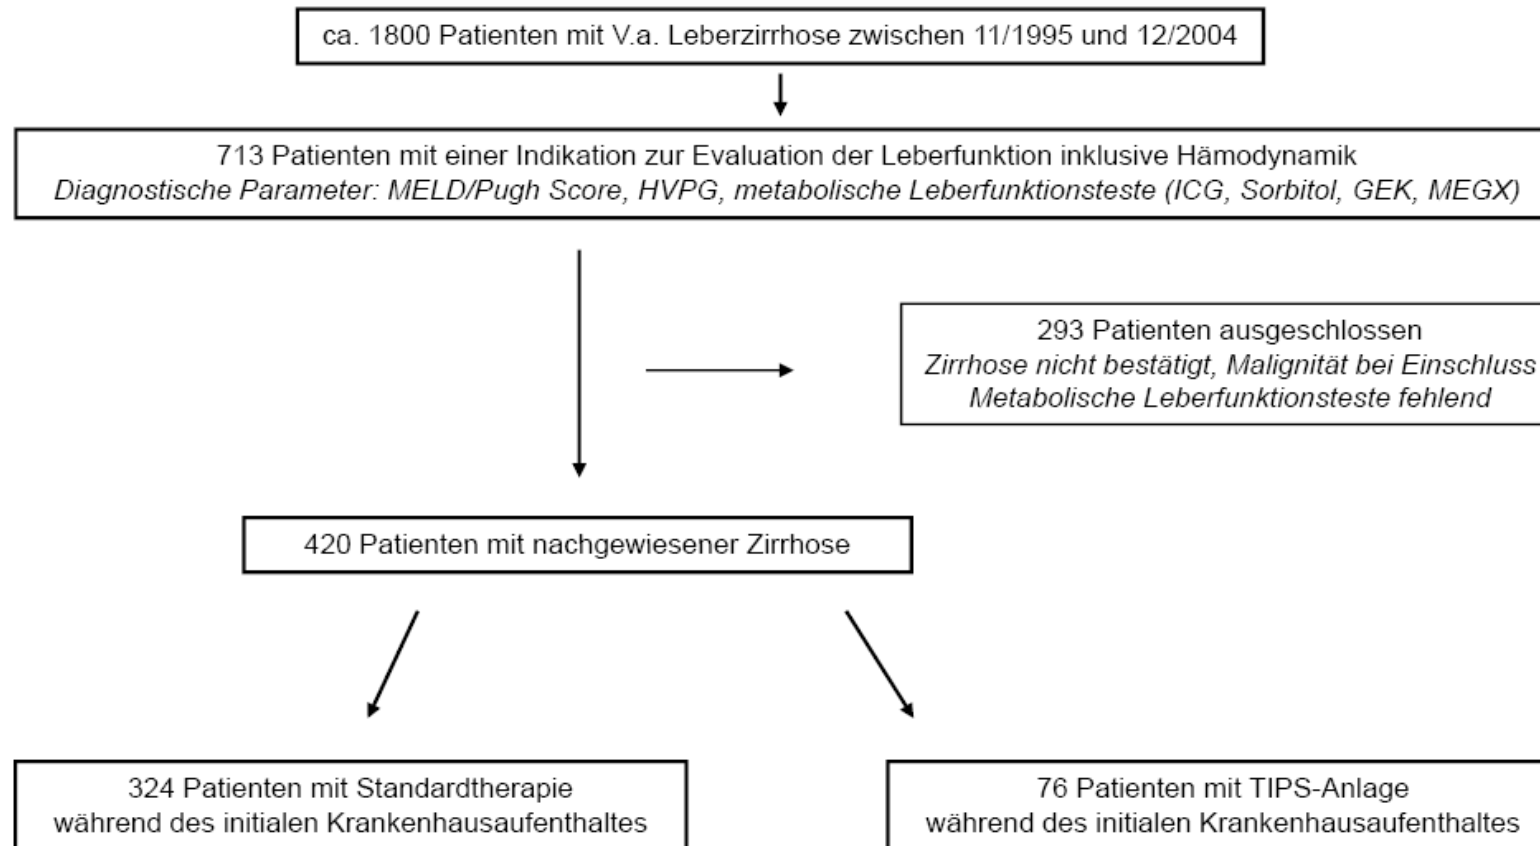 ca. 1800 Patienten mit V.a. Leberzirrhose zwischen 11/1995 und 12/2004
713 Patienten mit einer Indikation zur Evaluation der Leberfunktion inklusive Hämodynamik
Diagnostische Parameter: MELD/Pugh Score, HVPG, metabolische Leberfunktionsteste (ICG, Sorbitol, GEK, MEGX)
293 Patienten ausgeschlossen
Zirrhose nicht bestätigt, Malignität bei Einschluss
Metabolische Leberfunktionsteste fehlend
420 Patienten mit nachgewiesener Zirrhose
324 Patienten mit Standardtherapie
während des initialen Krankenhausaufenthaltes
76 Patienten mit TIPS-Anlage
während des initialen Krankenhausaufenthaltes